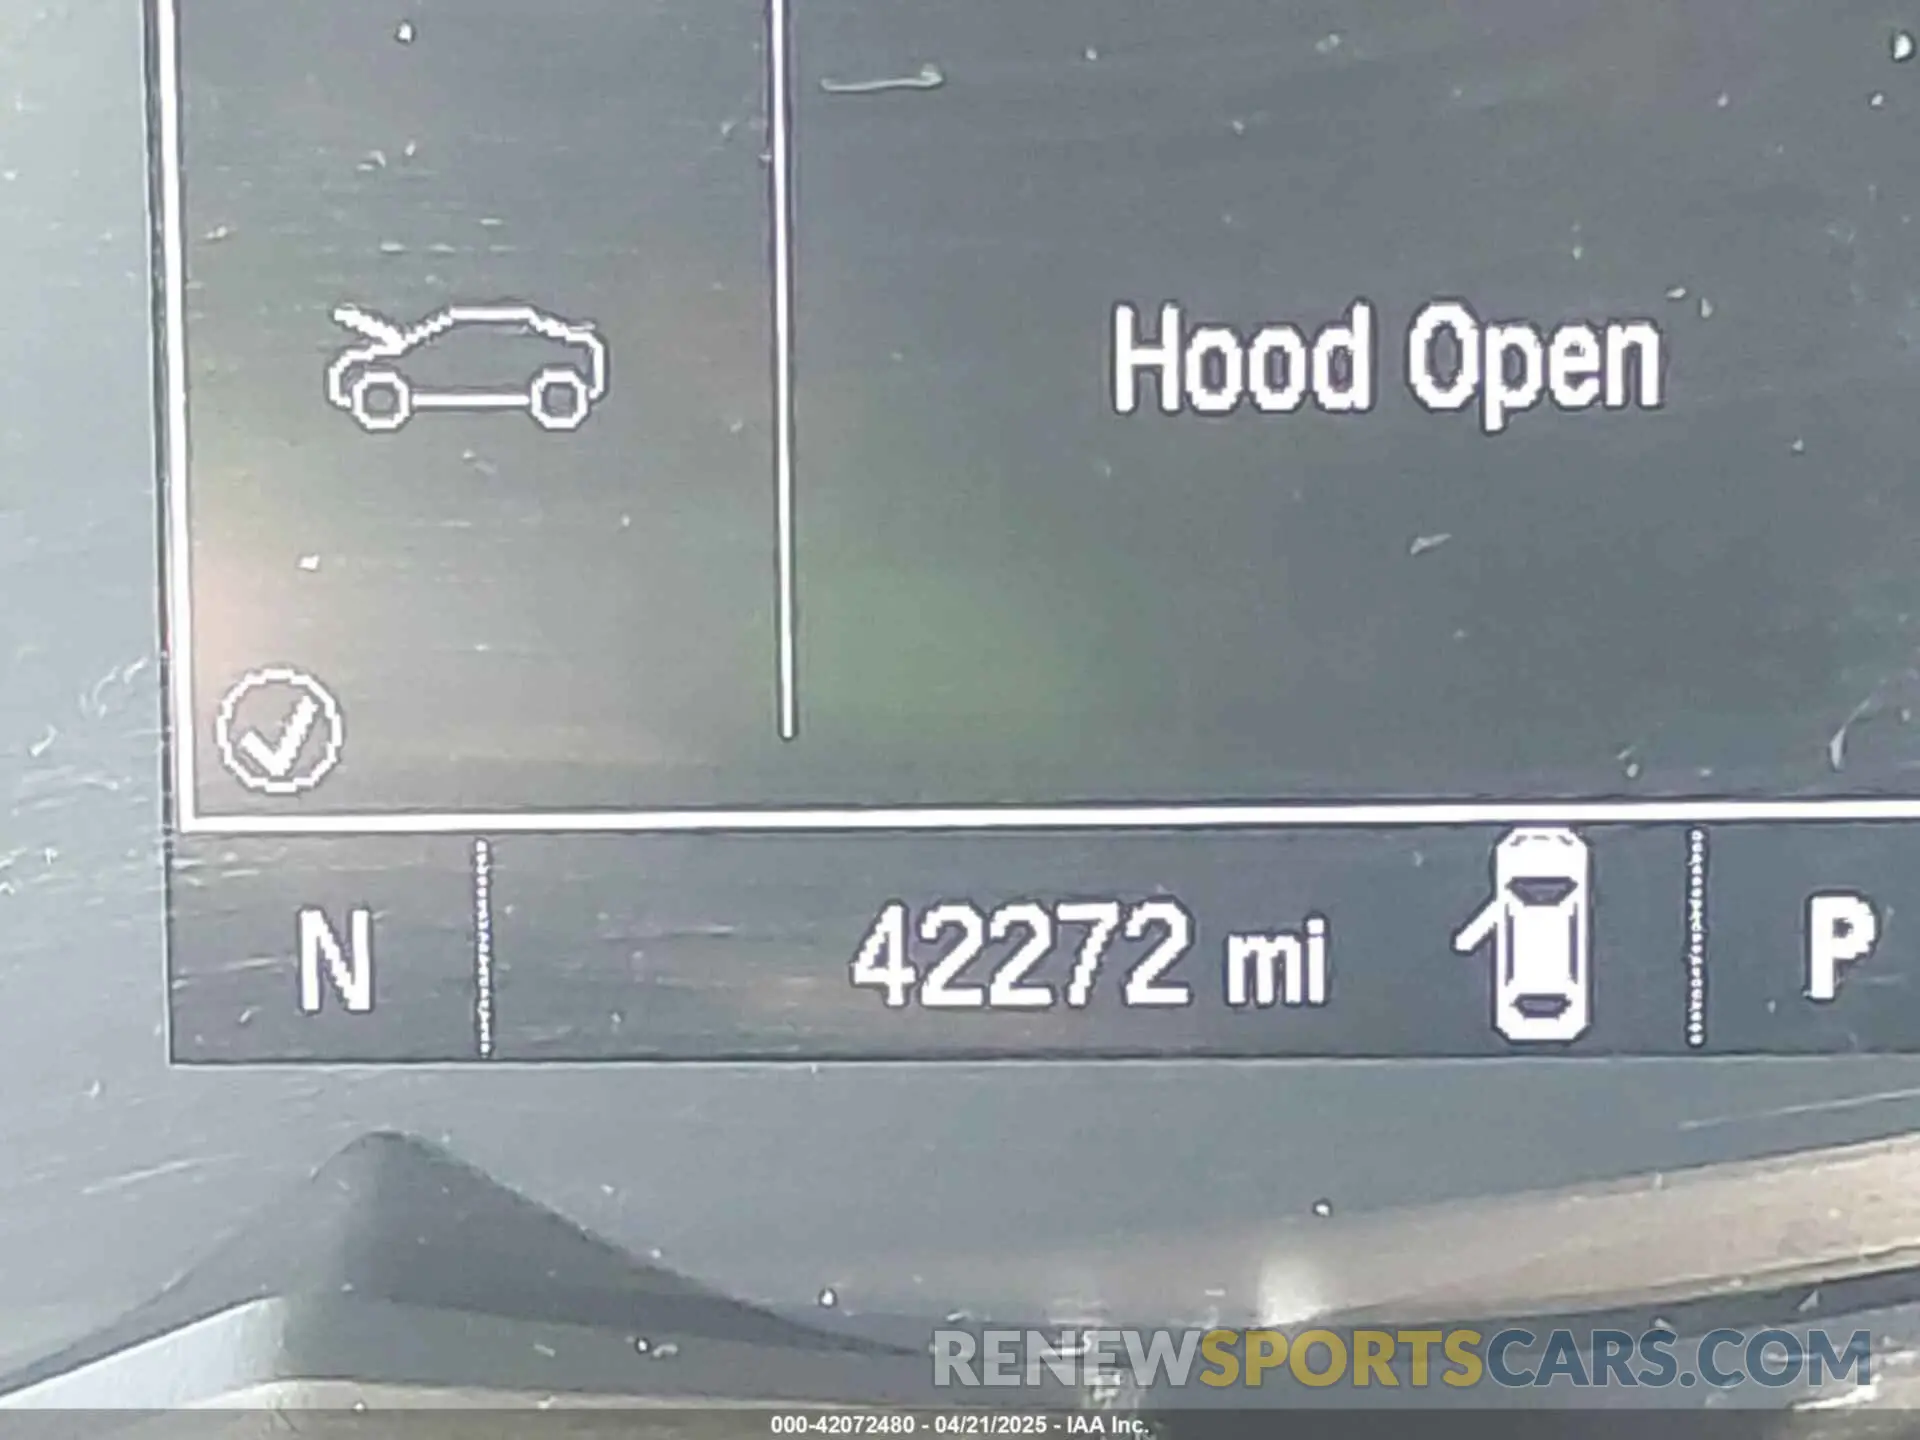 Hood Open
N 42272 mi P
RENEWSPORTSCARS.COM
000-42072480 - 04/21/2025 - IAA Inc.